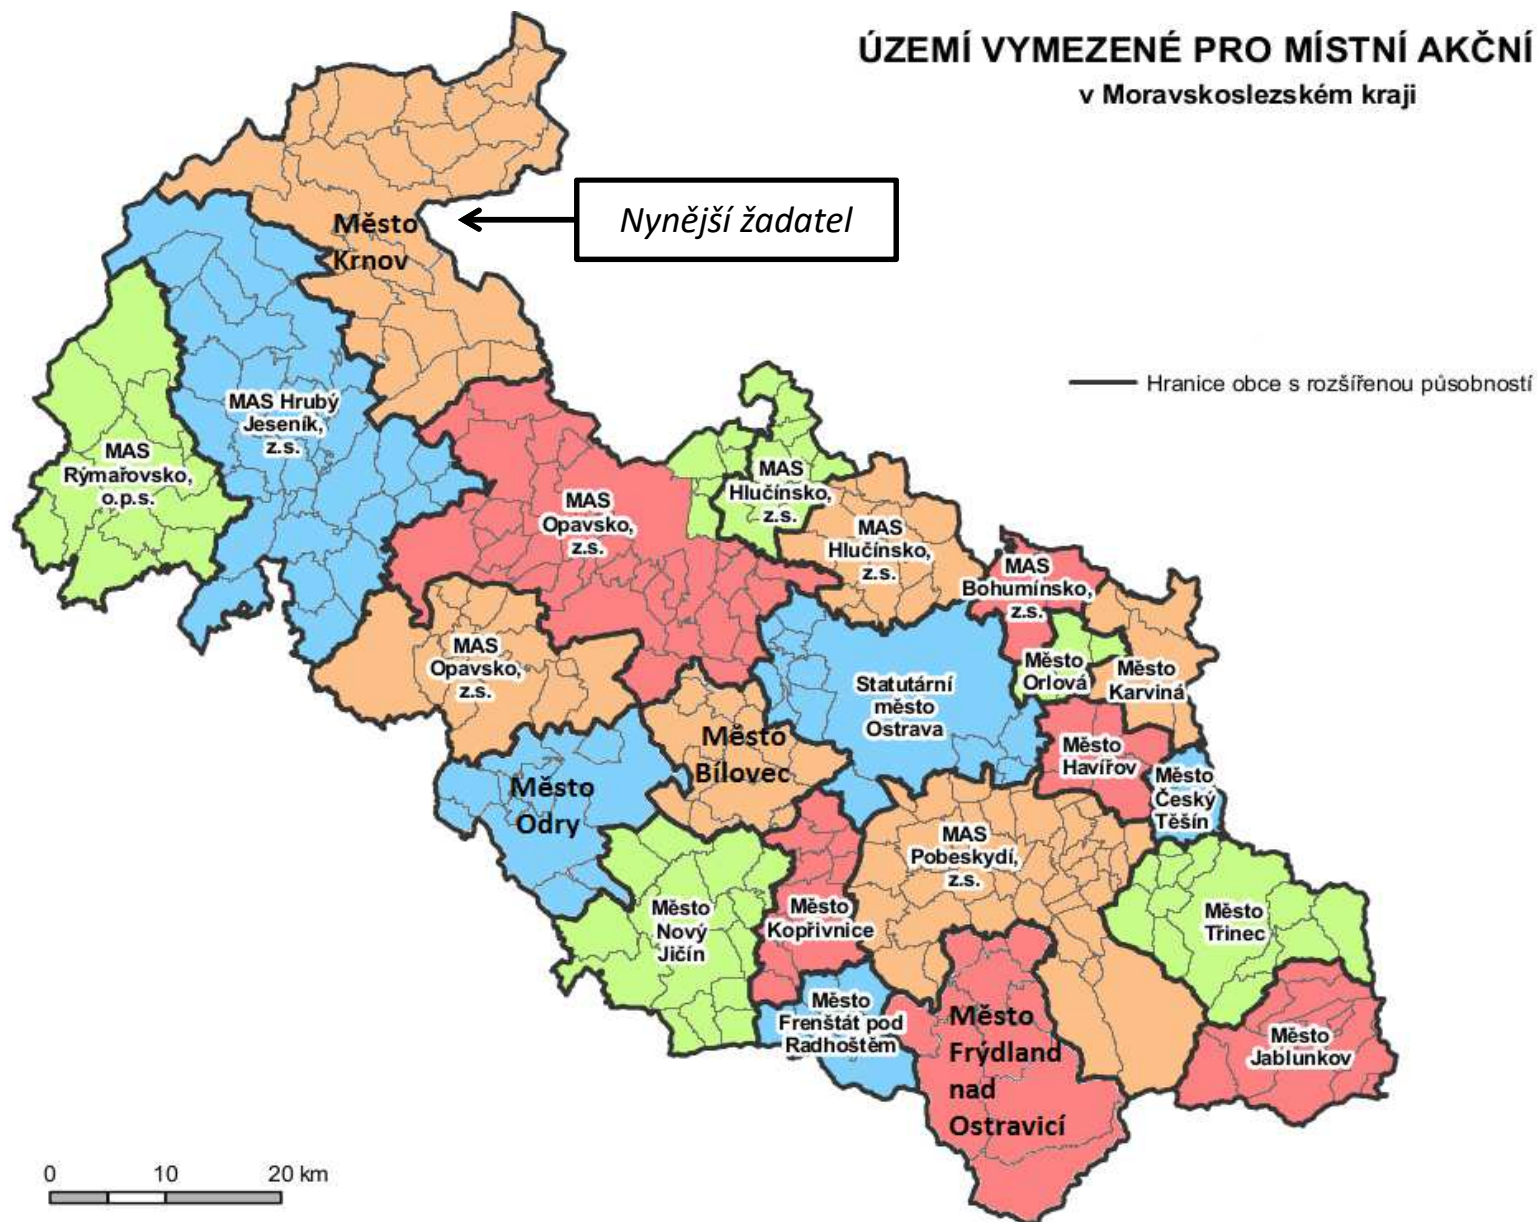 ÚZEMÍ VYMEZENÉ PRO MÍSTNÍ AKČNÍ
v Moravskoslezském kraji
Nynější žadatel
Město
Krnov
Hranice obce s rozšířenou působností
MAS Hrubý
Jeseník,
z.s.
MAS
Rýmařovsko,
o.p.s.
MAS
Opavsko,
z.s.
MAS
Hlučínsko,
z.s.
MAS
Hlučínsko,
z.s.
MAS
Bohumínsko,
z.s.
MAS
Opavsko,
z.s.
Statutární
město
Ostrava
Město
Orlová
Město
Karviná
Město
Bílovec
Město
Havířov
Město
Český
Těšín
Město
Odry
MAS
Pobeskydí,
z.s.
Město
Nový
Jičín
Město
Kopřivnice
Město
Třinec
Město
Frenštát pod
Radhoštěm
Město
Frýdland
nad
Ostravicí
Město
Jablunkov
0 10 20 km